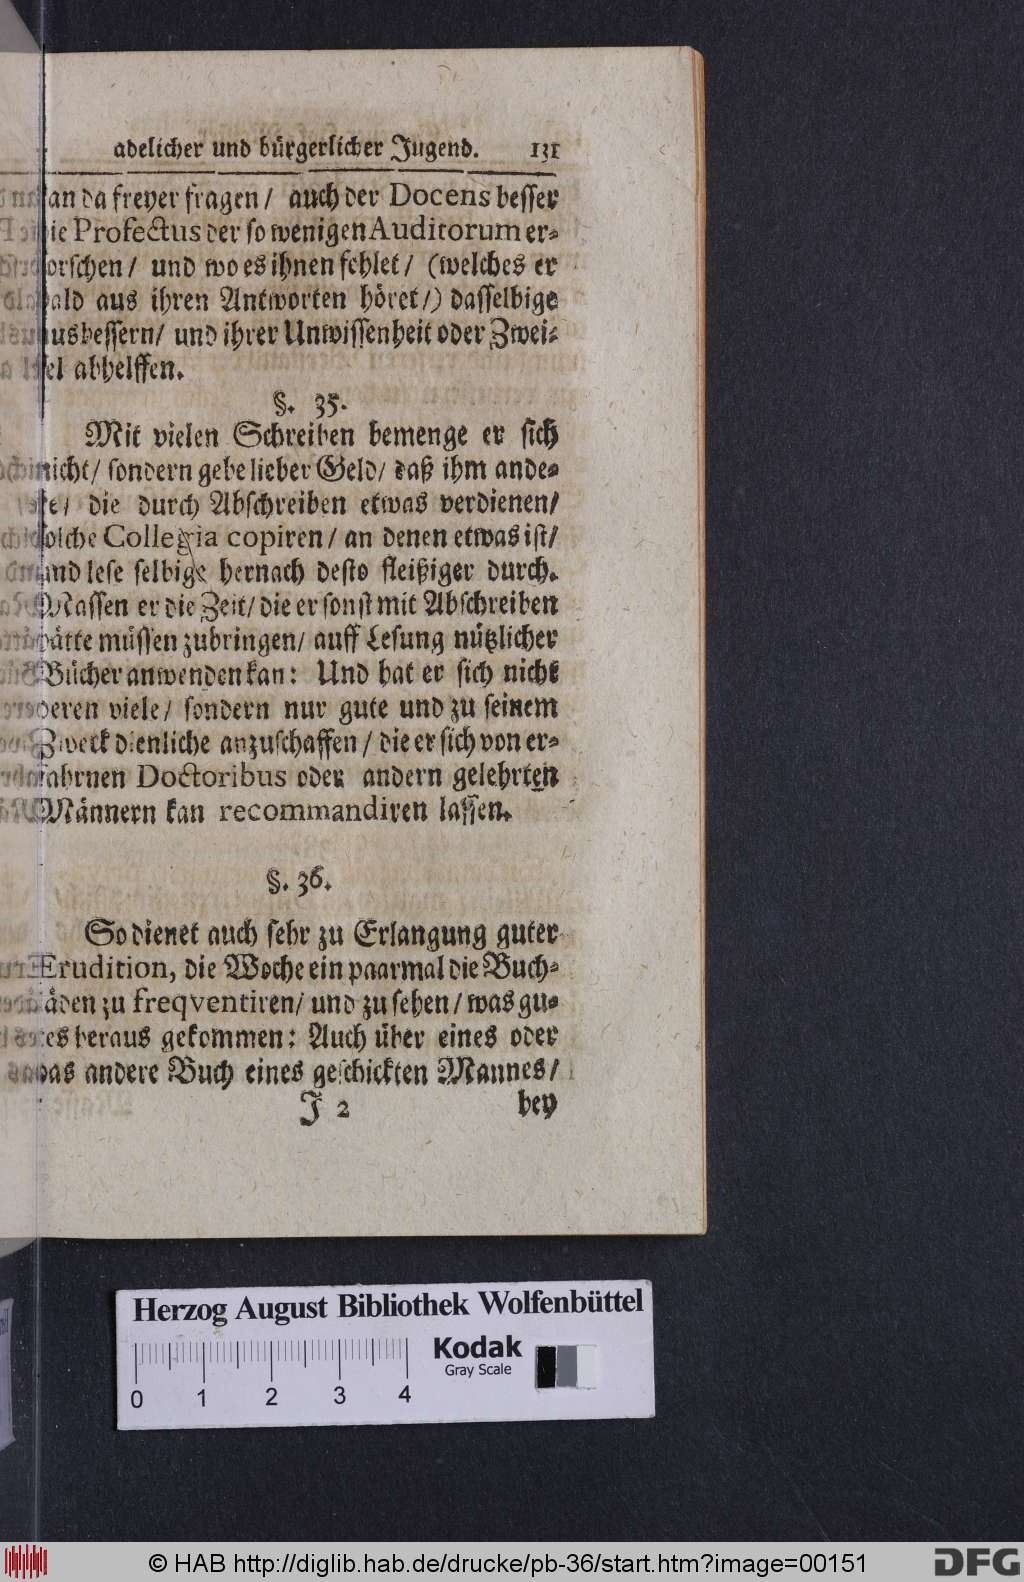 adelicher und bürgerlicher Jugend. 131
an da freyer fragen / auch der Docens besser
die Profectus der so wenigen Auditorum er-
forschen / und wo es ihnen fehlet / (welches er
bald aus ihren Antworten höret /) dasselbige
ausbessern / und ihrer Unwissenheit oder Zwei-
fel abhelffen.
§. 35.
Mit vielen Schreiben bemenge er sich
nicht / sondern gebe lieber Geld / daß ihm ande-
re / die durch Abschreiben etwas verdienen /
solche Collegia copiren / an denen etwas ist /
und lese selbige hernach desto fleißiger durch.
Massen er die Zeit / die er sonst mit Abschreiben
hätte müssen zubringen / auff Lesung nützlicher
Bücher anwenden kan: Und hat er sich nicht
deren viele / sondern nur gute und zu seinem
Zweck dienliche anzuschaffen / die er sich von er-
fahrnen Doctoribus oder andern gelehrten
Männern kan recommandiren lassen.
§. 36.
So dienet auch sehr zu Erlangung guter
Erudition, die Woche ein paarmal die Buch-
läden zu freqventiren / und zu sehen / was gu-
tes heraus gekommen: Auch über eines oder
das andere Buch eines geschickten Mannes /
J 2 bey
Herzog August Bibliothek Wolfenbüttel
Kodak
Gray Scale
0 1 2 3 4
© HAB http://diglib.hab.de/drucke/pb-36/start.htm?image=00151
DFG